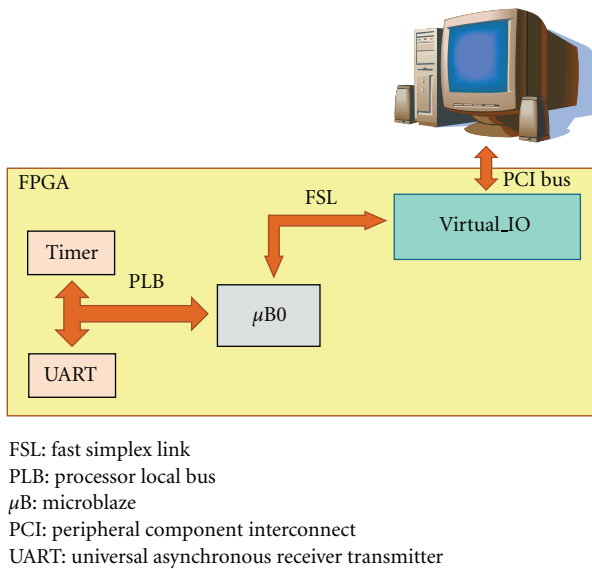 PCI bus
FPGA
FSL
Virtual_IO
Timer
PLB
μB0
UART
FSL: fast simplex link
PLB: processor local bus
μB: microblaze
PCI: peripheral component interconnect
UART: universal asynchronous receiver transmitter